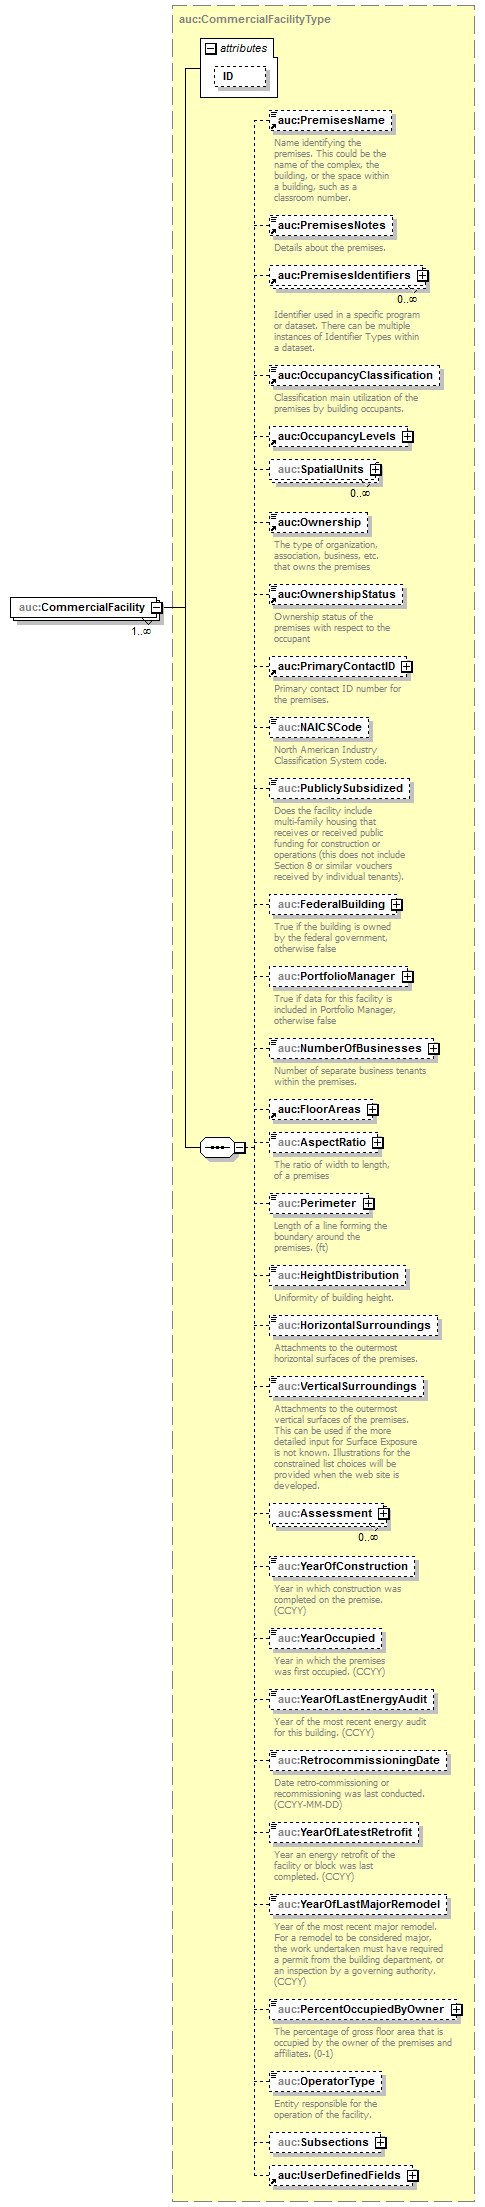 auc:CommercialFacilityType
attributes
ID
auc:PremisesName
Name identifying the
premises. This could be the
name of the complex, the
building, or the space within
a building, such as a
classroom number.
auc:PremisesNotes
Details about the premises.
auc:PremisesIdentifiers
0..∞
Identifier used in a specific program
or dataset. There can be multiple
instances of Identifier Types within
a dataset.
auc:OccupancyClassification
Classification main utilization of the
premises by building occupants.
auc:OccupancyLevels
auc:SpatialUnits
0..∞
auc:Ownership
The type of organization,
association, business, etc.
that owns the premises
auc:OwnershipStatus
Ownership status of the
premises with respect to the
occupant
auc:CommercialFacility
1..∞
auc:PrimaryContactID
Primary contact ID number for
the premises.
auc:NAICSCode
North American Industry
Classification System code.
auc:PubliclySubsidized
Does the facility include
multi-family housing that
receives or received public
funding for construction or
operations (this does not include
Section 8 or similar vouchers
received by individual tenants).
auc:FederalBuilding
True if the building is owned
by the federal government,
otherwise false
auc:PortfolioManager
True if data for this facility is
included in Portfolio Manager,
otherwise false
auc:NumberOfBusinesses
Number of separate business tenants
within the premises.
auc:FloorAreas
auc:AspectRatio
The ratio of width to length,
of a premises
auc:Perimeter
Length of a line forming the
boundary around the
premises. (ft)
auc:HeightDistribution
Uniformity of building height.
auc:HorizontalSurroundings
Attachments to the outermost
horizontal surfaces of the premises.
auc:VerticalSurroundings
Attachments to the outermost
vertical surfaces of the premises.
This can be used if the more
detailed input for Surface Exposure
is not known. Illustrations for the
constrained list choices will be
provided when the web site is
developed.
auc:Assessment
0..∞
auc:YearOfConstruction
Year in which construction was
completed on the premise.
(CCYY)
auc:YearOccupied
Year in which the premises
was first occupied. (CCYY)
auc:YearOfLastEnergyAudit
Year of the most recent energy audit
for this building. (CCYY)
auc:RetrocommissioningDate
Date retro-commissioning or
recommissioning was last conducted.
(CCYY-MM-DD)
auc:YearOfLatestRetrofit
Year an energy retrofit of the
facility or block was last
completed. (CCYY)
auc:YearOfLastMajorRemodel
Year of the most recent major remodel.
For a remodel to be considered major,
the work undertaken must have required
a permit from the building department, or
an inspection by a governing authority.
(CCYY)
auc:PercentOccupiedByOwner
The percentage of gross floor area that is
occupied by the owner of the premises and
affiliates. (0-1)
auc:OperatorType
Entity responsible for the
operation of the facility.
auc:Subsections
auc:UserDefinedFields